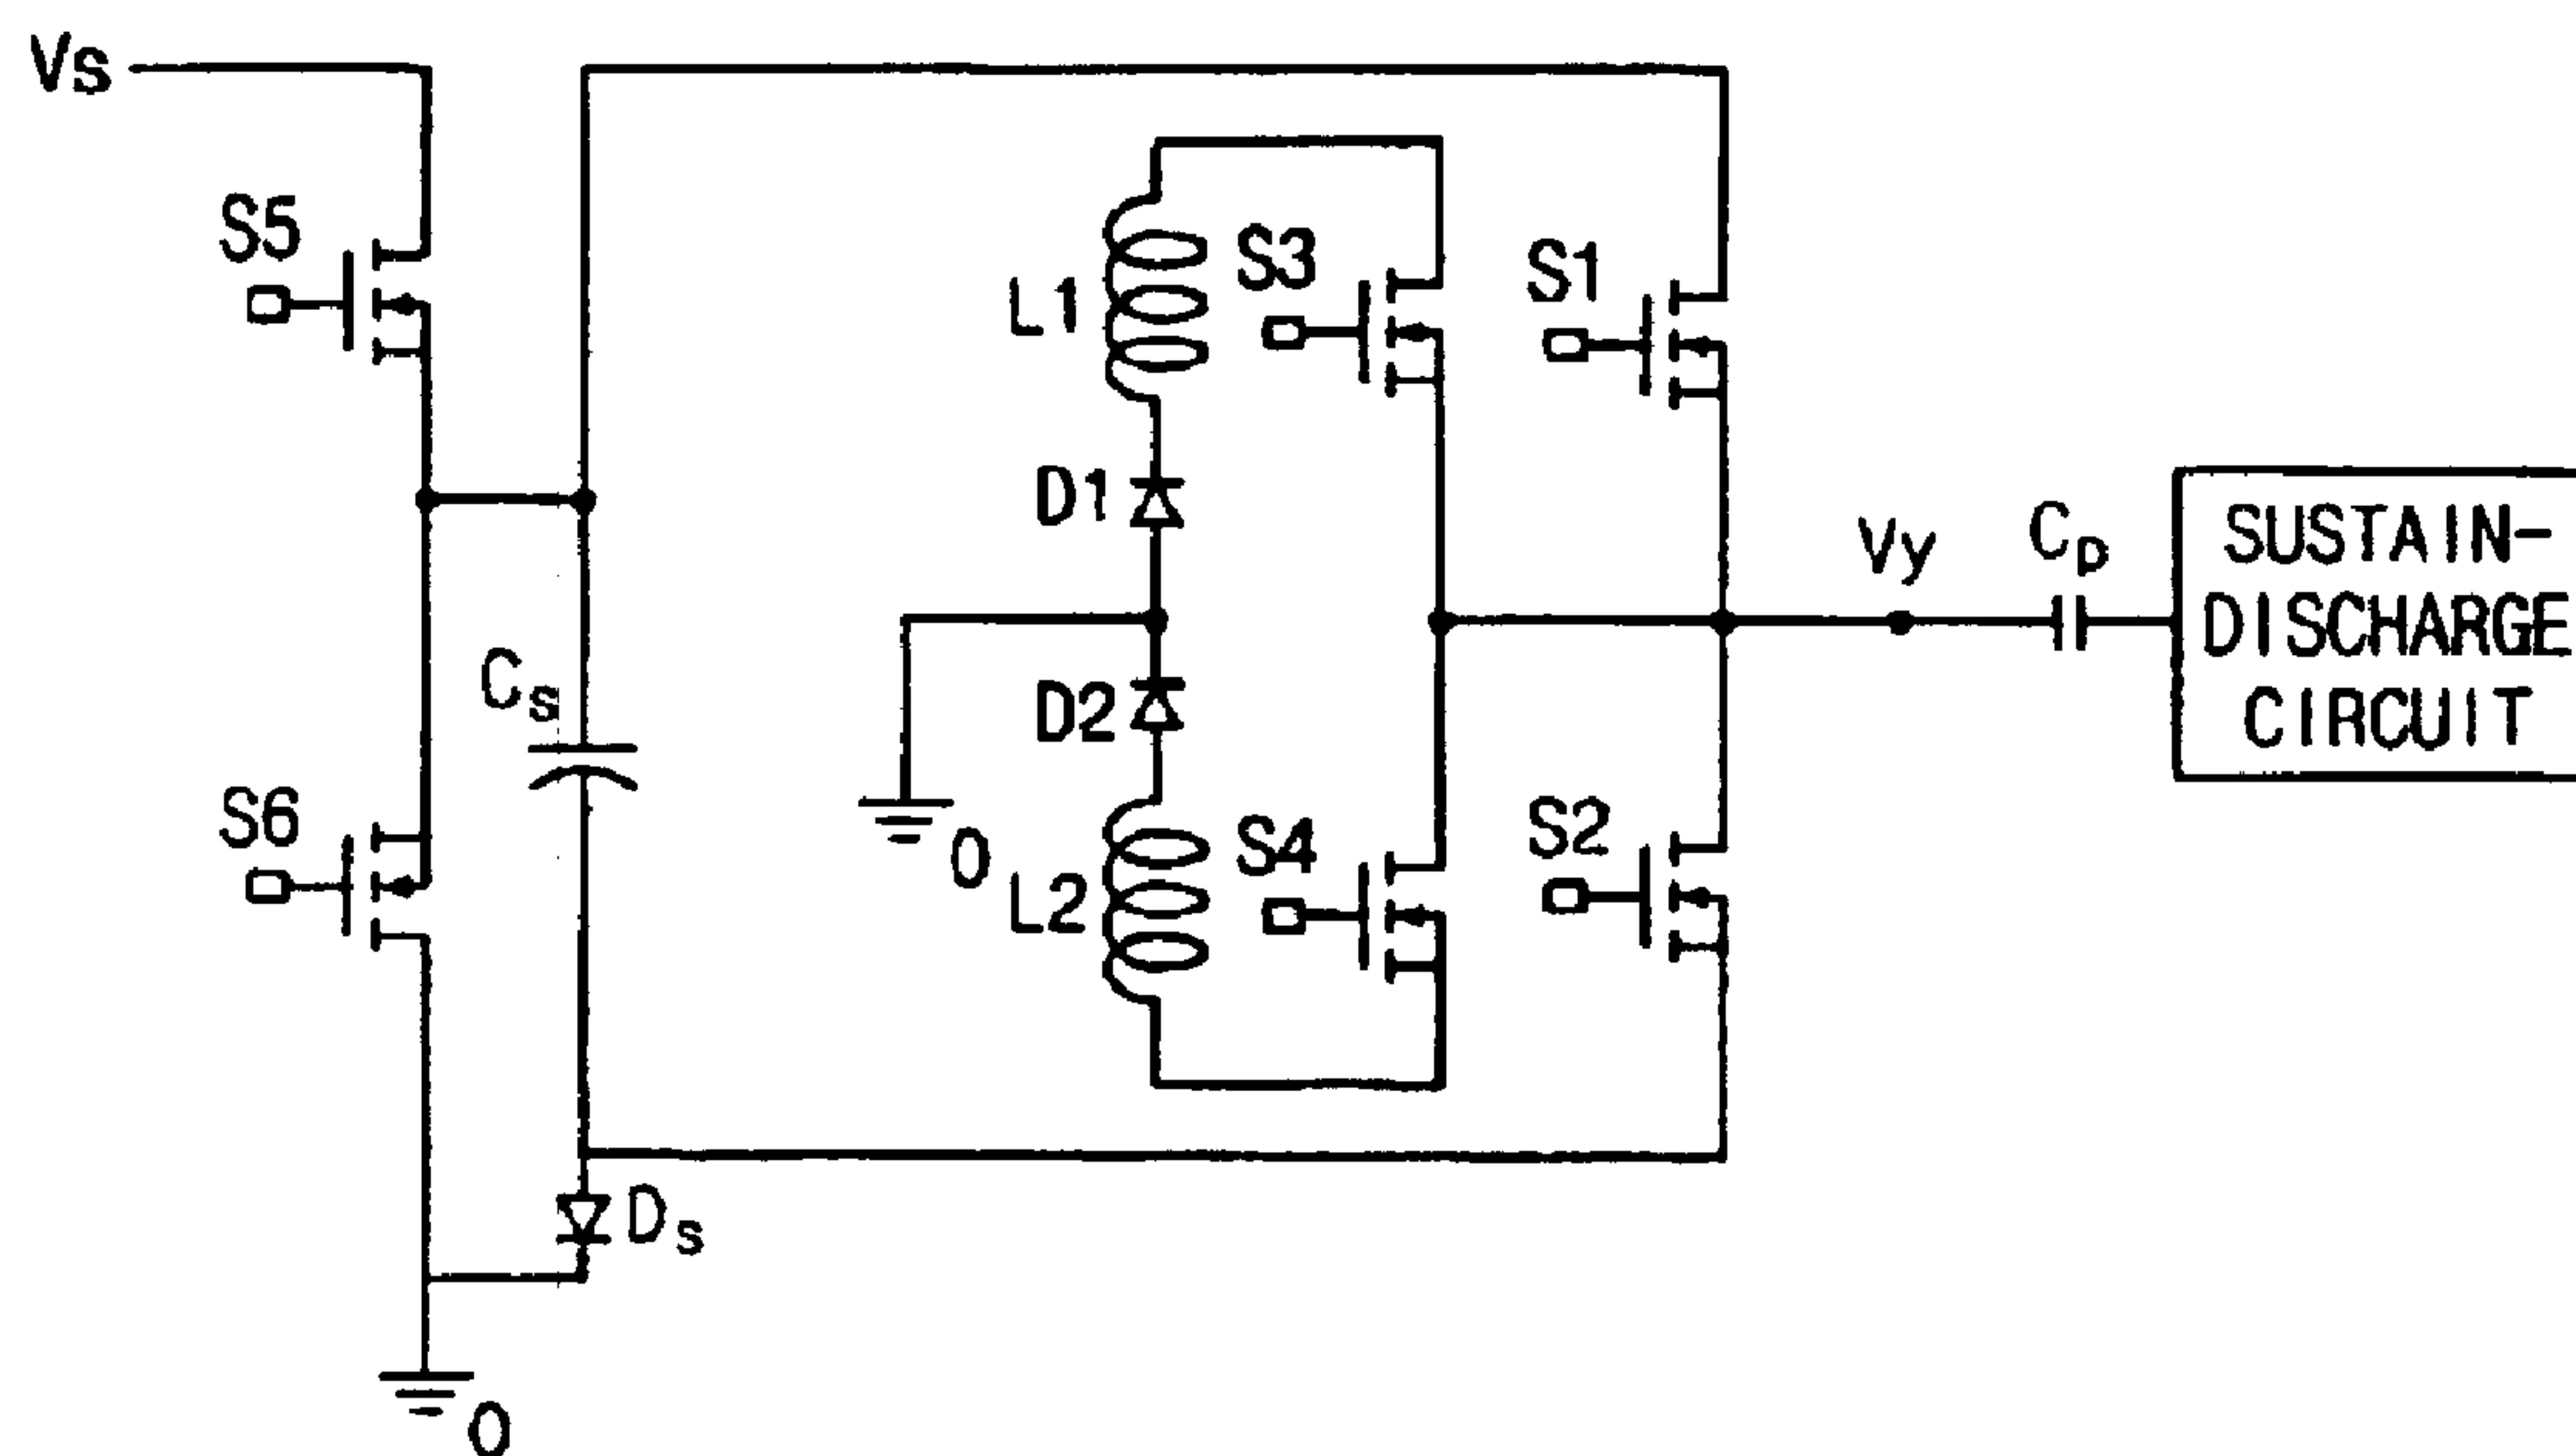 Vs
S5
S3
S1
L1
D1
Vy
Cp
SUSTAIN-
DISCHARGE
CIRCUIT
Cs
D2
S6
S4
S2
0
L2
Ds
0